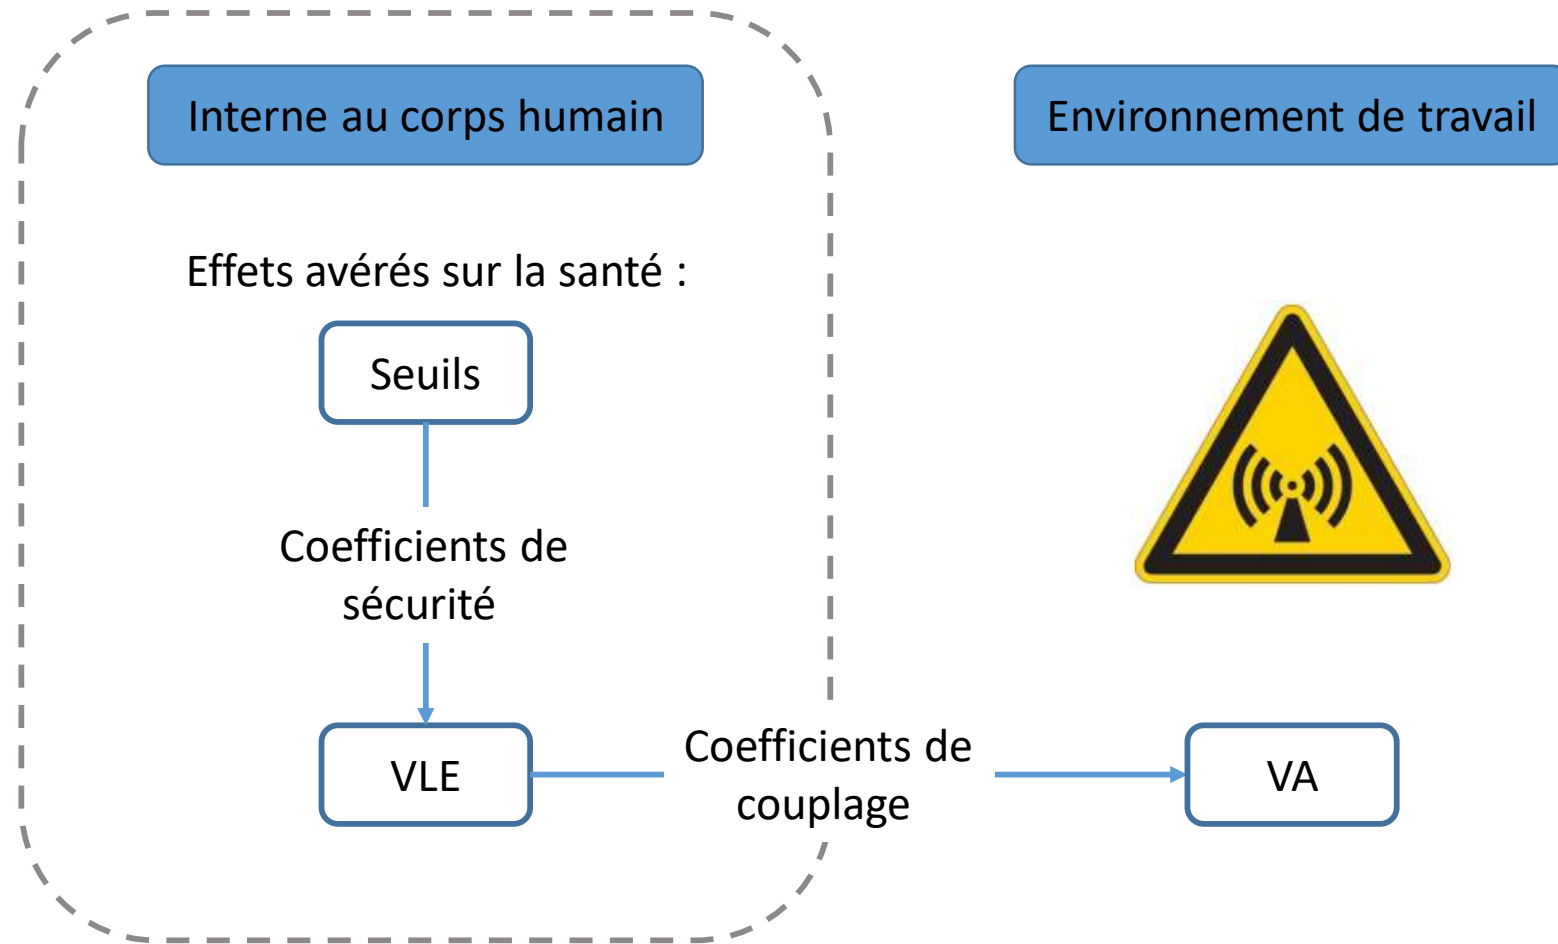 Interne au corps humain
Environnement de travail
Effets avérés sur la santé :
Seuils
Coefficients de
sécurité
VLE
Coefficients de
couplage
VA